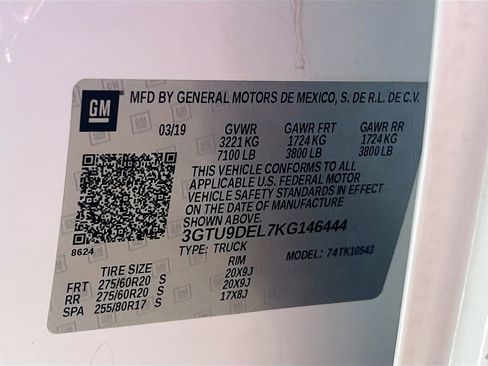 GM MFD BY GENERAL MOTORS DE MEXICO, S. DE R.L. DE C.V.
03/19 GVWR GAWR FRT GAWR RR
3221 KG 1724 KG 1724 KG
7100 LB 3800 LB 3800 LB
THIS VEHICLE CONFORMS TO ALL
APPLICABLE U.S. FEDERAL MOTOR
VEHICLE SAFETY STANDARDS IN EFFECT
ON THE DATE OF MANUFACTURE
SHOWN ABOVE.
3GTU9DEL7KG146444
8624 TYPE: TRUCK MODEL: 74TK10543
TIRE SIZE RIM
FRT 275/60R20 S 20X9J
RR 275/60R20 S 20X9J
SPA 255/80R17 S 17X8J